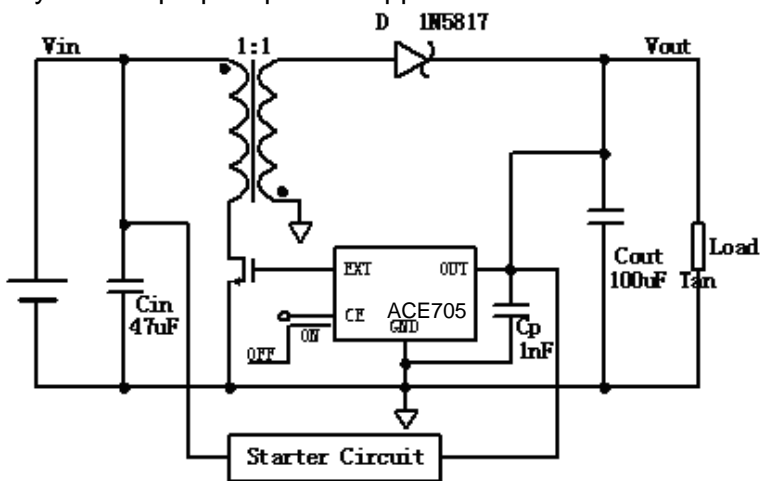 D 1N5817
Vin
1:1
Vout
EXT
OUT
CE
ACE705
GND
ON
OFF
Cin
47uF
Cp
1nF
Cout
100uF Tan
Load
Starter Circuit